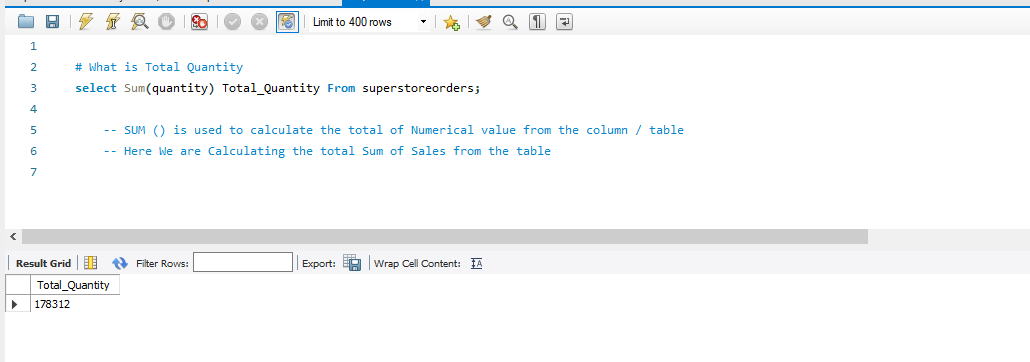 Limit to 400 rows
1
2 # What is Total Quantity
3 select Sum(quantity) Total_Quantity From superstoreorders;
4
5 -- SUM () is used to calculate the total of Numerical value from the column / table
6 -- Here We are Calculating the total Sum of Sales from the table
7
Result Grid Filter Rows: Export: Wrap Cell Content: IA
Total_Quantity
178312